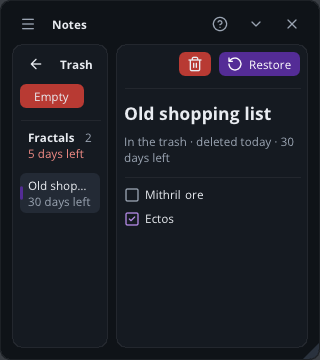 Notes
Trash
Empty
Fractals 2
5 days left
Old shop...
30 days left
Restore
Old shopping list
In the trash · deleted today · 30
days left
Mithril ore
Ectos